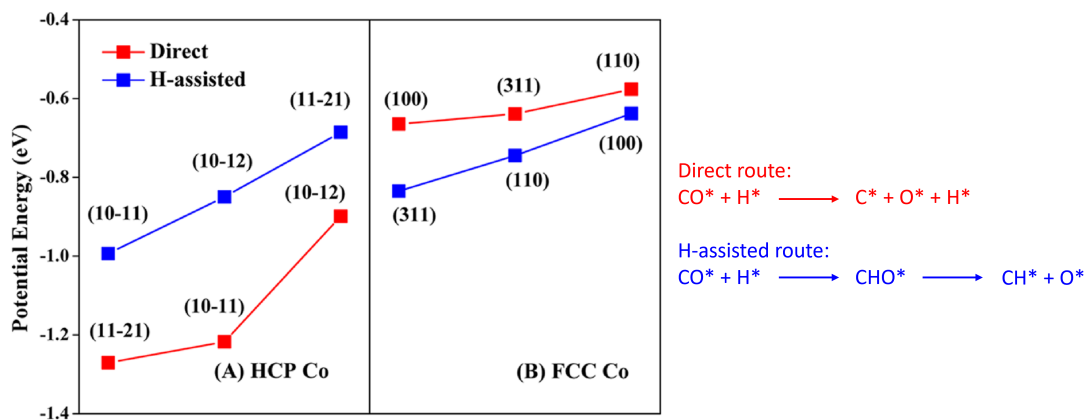 -0.4
-0.6
-0.8
-1.0
-1.2
-1.4
Potential Energy (eV)
Direct
H-assisted
(11-21)
(10-12)
(10-11)
(10-12)
(10-11)
(11-21)
(A) HCP Co
(110)
(311)
(100)
(100)
(110)
(311)
(B) FCC Co
Direct route:
CO* + H* ⟶ C* + O* + H*
H-assisted route:
CO* + H* ⟶ CHO* ⟶ CH* + O*